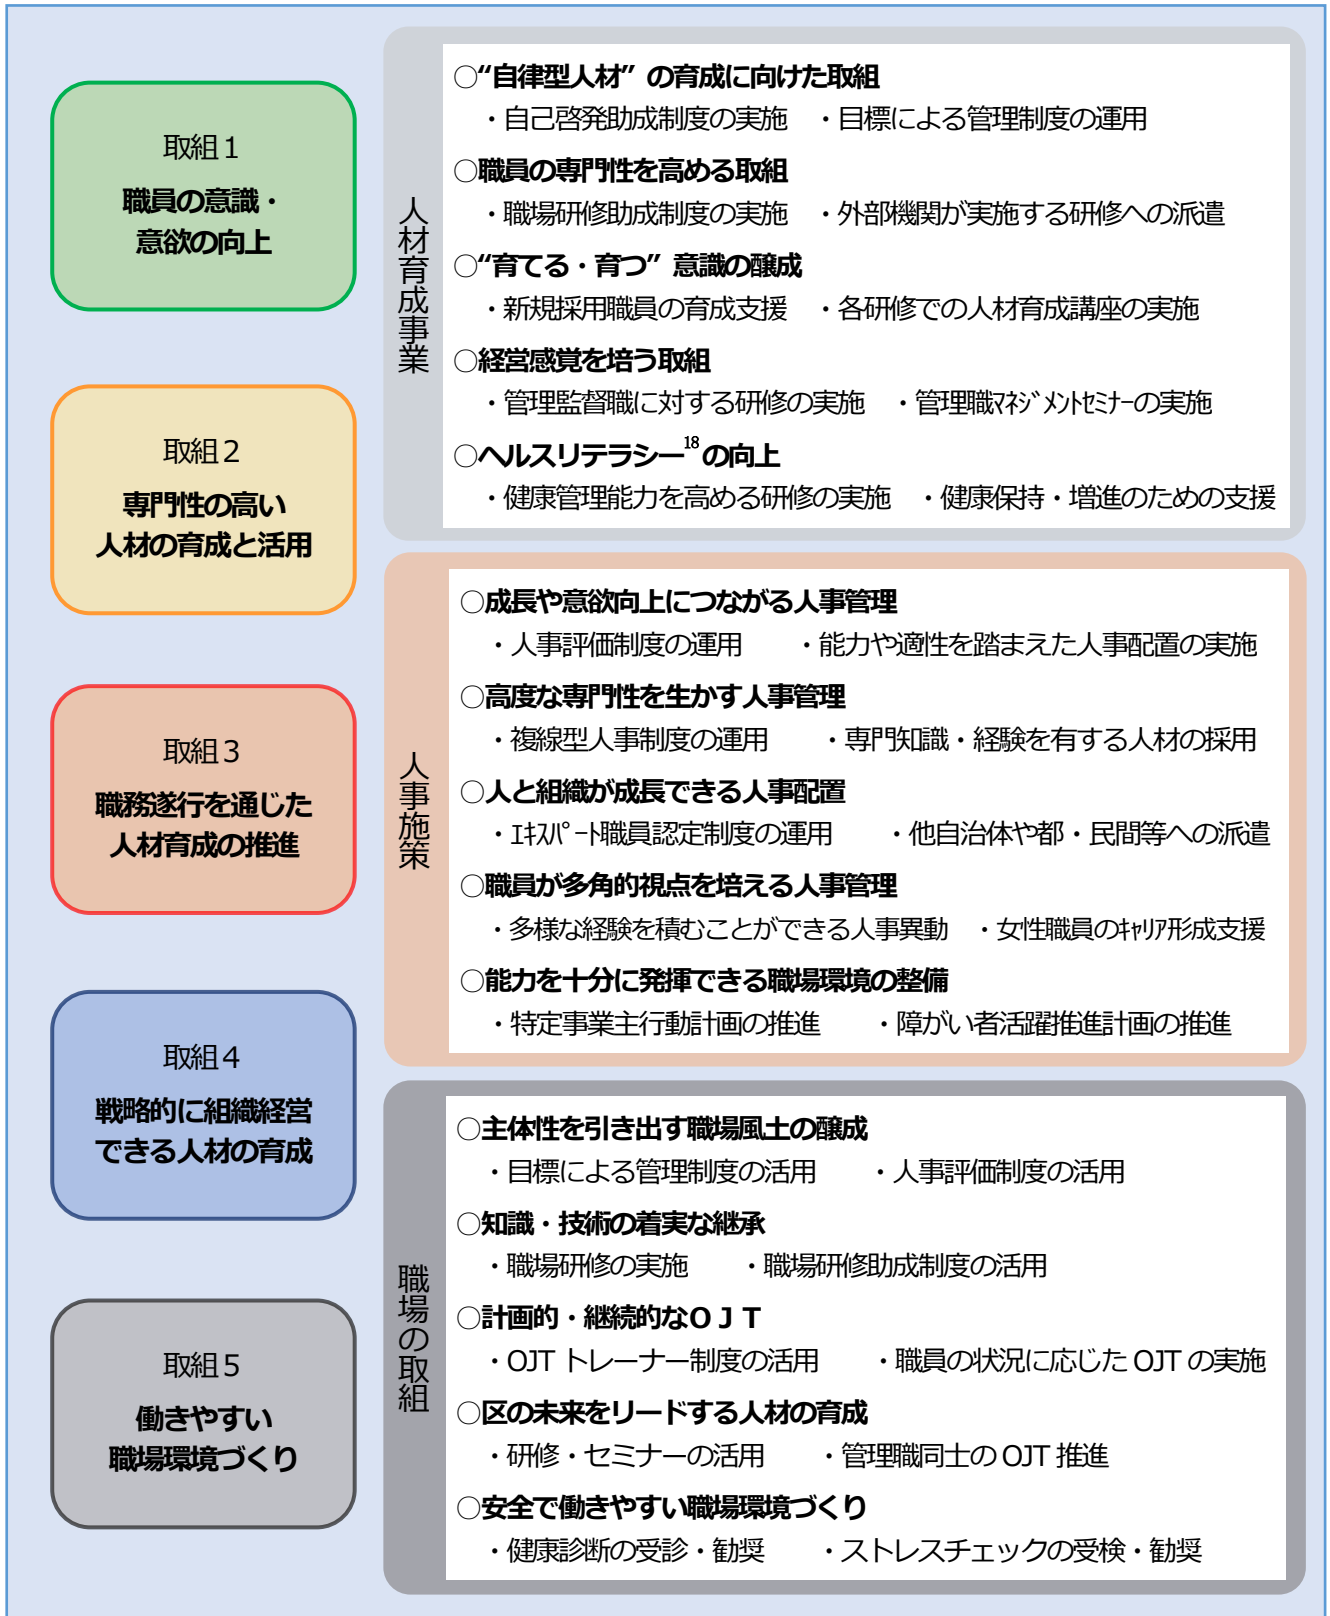 取組１
職員の意識・
意欲の向上
取組２
専門性の高い
人材の育成と活用
取組３
職務遂行を通じた
人材育成の推進
取組４
戦略的に組織経営
できる人材の育成
取組５
働きやすい
職場環境づくり
人材育成事業
○“自律型人材”の育成に向けた取組
・自己啓発助成制度の実施　・目標による管理制度の運用
○職員の専門性を高める取組
・職場研修助成制度の実施　・外部機関が実施する研修への派遣
○“育てる・育つ”意識の醸成
・新規採用職員の育成支援　・各研修での人材育成講座の実施
○経営感覚を培う取組
・管理監督職に対する研修の実施　・管理職ﾏﾈｼﾞﾒﾝﾄｾﾐﾅｰの実施
○ヘルスリテラシー18の向上
・健康管理能力を高める研修の実施　・健康保持・増進のための支援
人事施策
○成長や意欲向上につながる人事管理
・人事評価制度の運用　・能力や適性を踏まえた人事配置の実施
○高度な専門性を生かす人事管理
・複線型人事制度の運用　・専門知識・経験を有する人材の採用
○人と組織が成長できる人事配置
・ｴｷｽﾊﾟｰﾄ職員認定制度の運用　・他自治体や都・民間等への派遣
○職員が多角的視点を培える人事管理
・多様な経験を積むことができる人事異動　・女性職員のｷｬﾘｱ形成支援
○能力を十分に発揮できる職場環境の整備
・特定事業主行動計画の推進　・障がい者活躍推進計画の推進
職場の取組
○主体性を引き出す職場風土の醸成
・目標による管理制度の活用　・人事評価制度の活用
○知識・技術の着実な継承
・職場研修の実施　・職場研修助成制度の活用
○計画的・継続的なＯＪＴ
・OJT トレーナー制度の活用　・職員の状況に応じた OJT の実施
○区の未来をリードする人材の育成
・研修・セミナーの活用　・管理職同士の OJT 推進
○安全で働きやすい職場環境づくり
・健康診断の受診・勧奨　・ストレスチェックの受検・勧奨